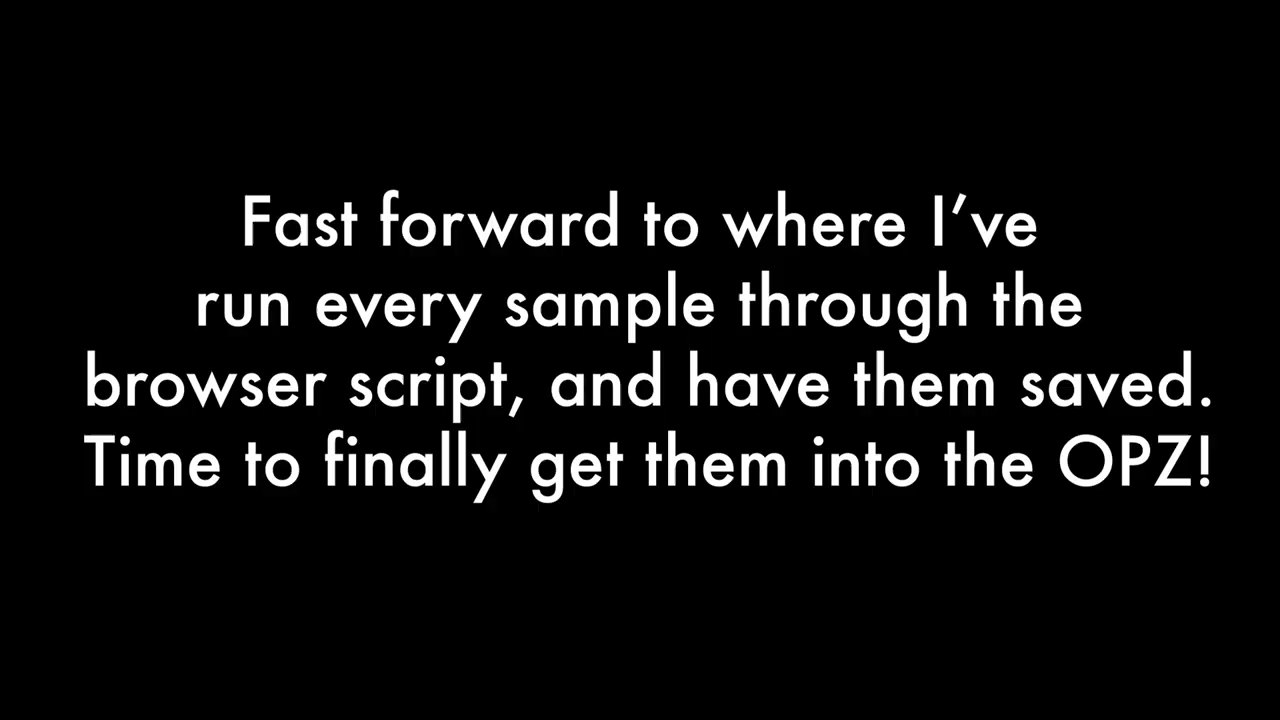 Fast forward to where I’ve
run every sample through the
browser script, and have them saved.
Time to finally get them into the OPZ!